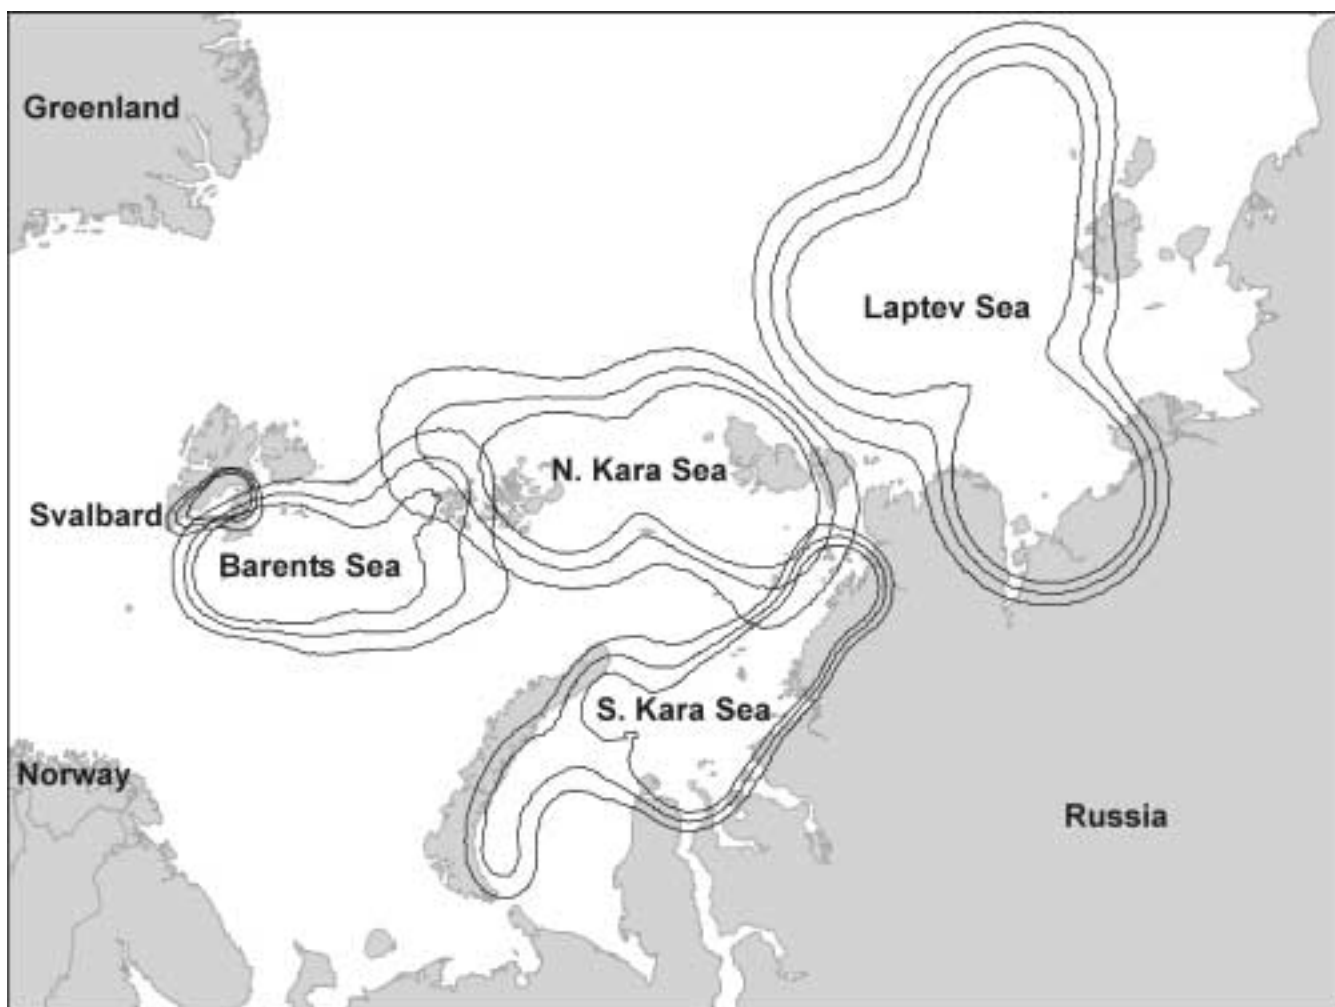 Greenland
Laptev Sea
N. Kara Sea
Svalbard
Barents Sea
S. Kara Sea
Norway
Russia